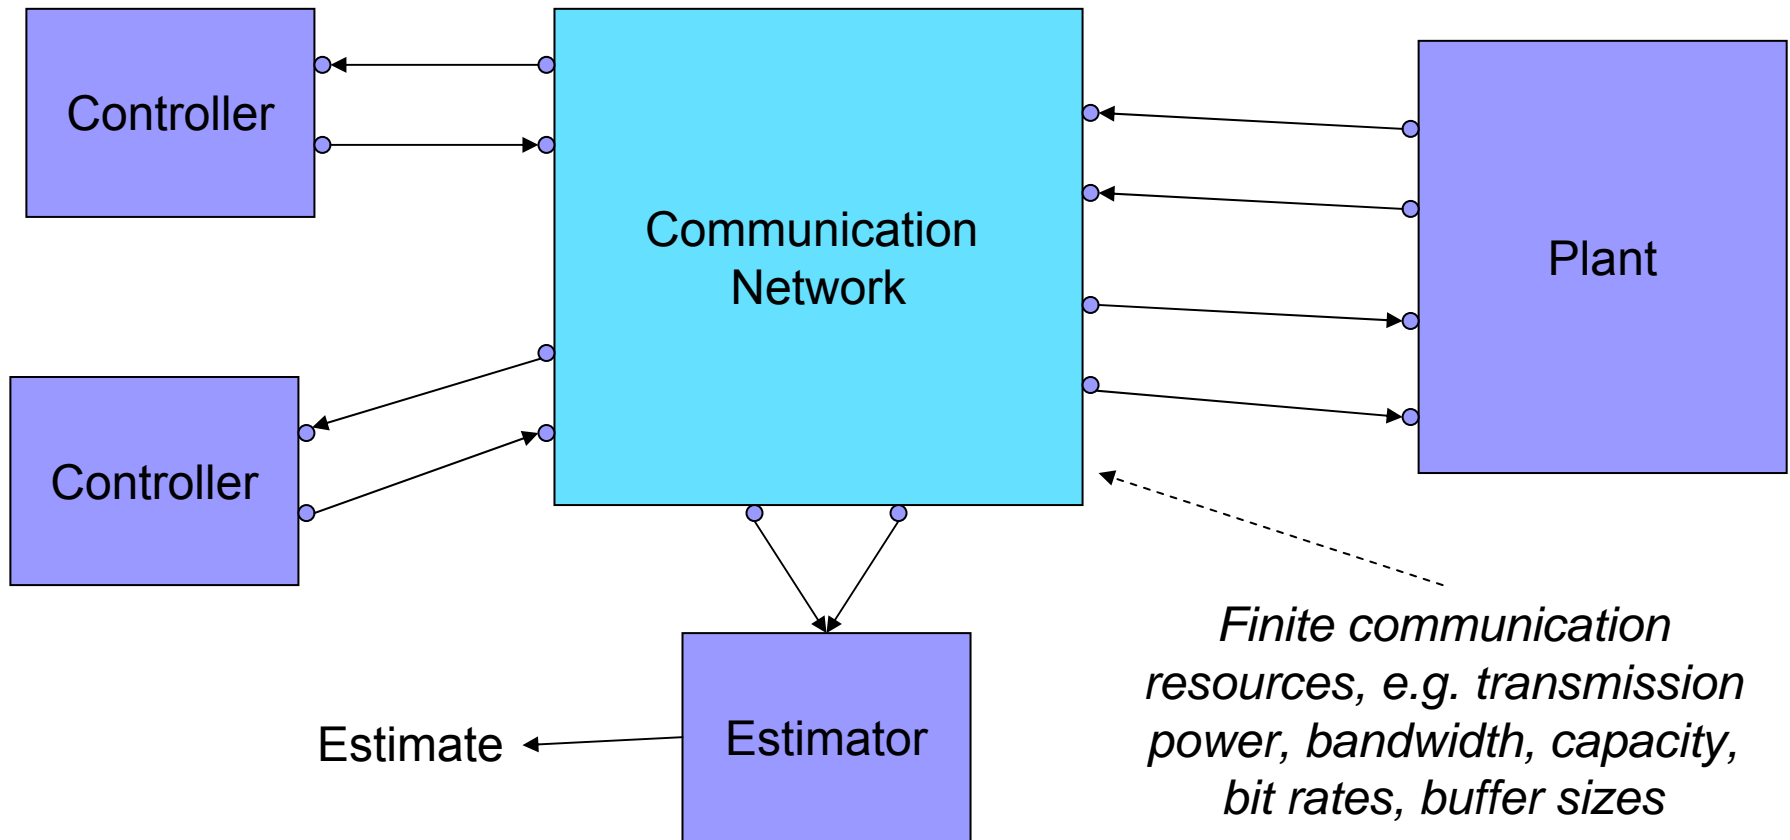 Controller
Communication
Network
Plant
Controller
Estimator
Estimate
Finite communication
resources, e.g. transmission
power, bandwidth, capacity,
bit rates, buffer sizes